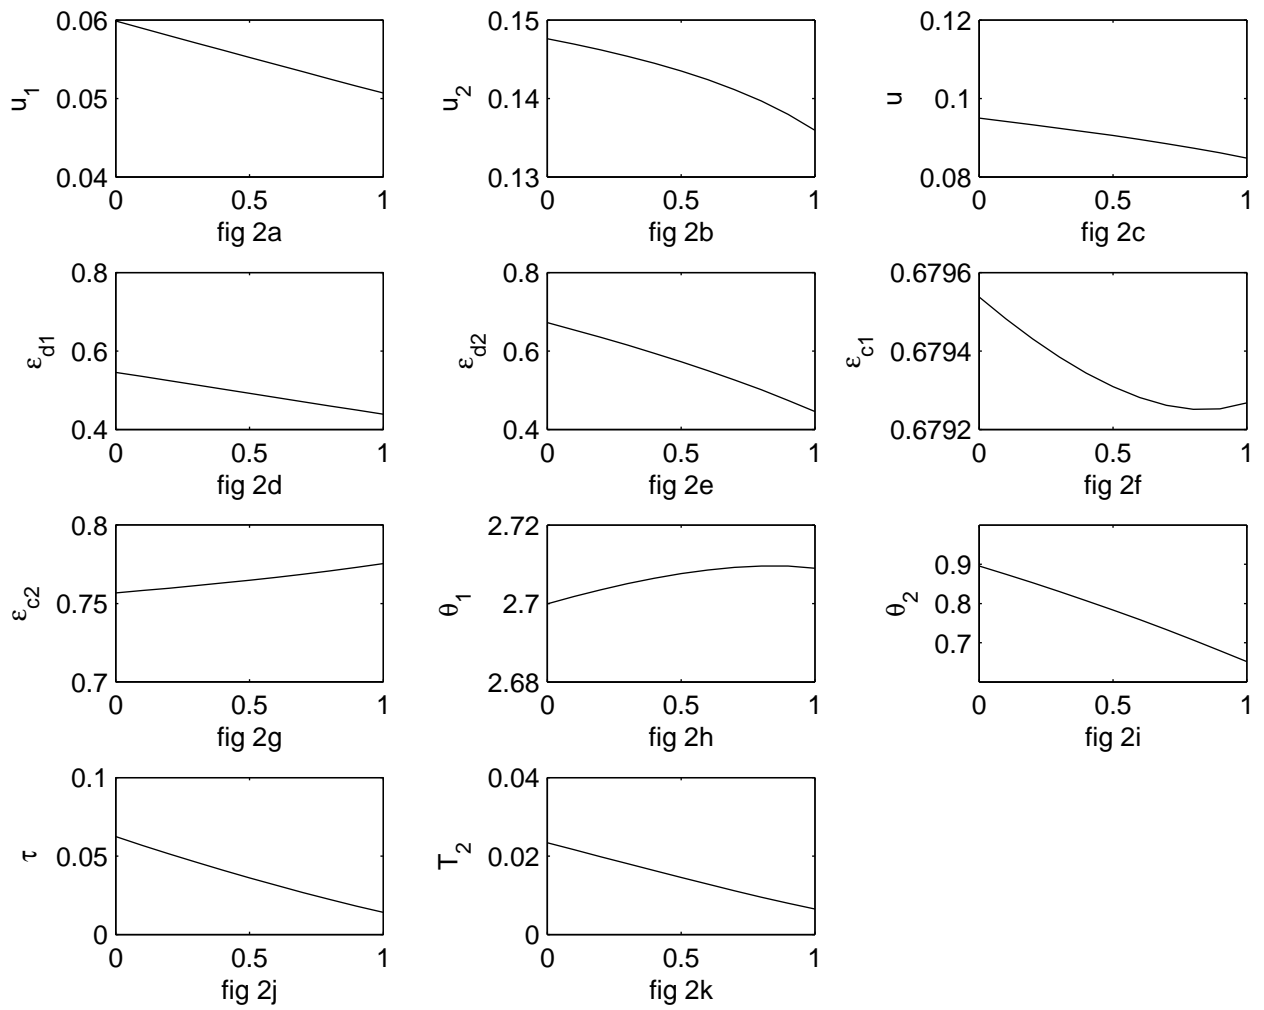 0.06 0.05 0.04 u1 0 0.5 1 fig 2a
0.15 0.14 0.13 u2 0 0.5 1 fig 2b
0.12 0.1 0.08 u 0 0.5 1 fig 2c
0.8 0.6 0.4 εd1 0 0.5 1 fig 2d
0.8 0.6 0.4 εd2 0 0.5 1 fig 2e
0.6796 0.6794 0.6792 εc1 0 0.5 1 fig 2f
0.8 0.75 0.7 εc2 0 0.5 1 fig 2g
2.72 2.7 2.68 θ1 0 0.5 1 fig 2h
0.9 0.8 0.7 θ2 0 0.5 1 fig 2i
0.1 0.05 0 τ 0 0.5 1 fig 2j
0.04 0.02 0 T2 0 0.5 1 fig 2k